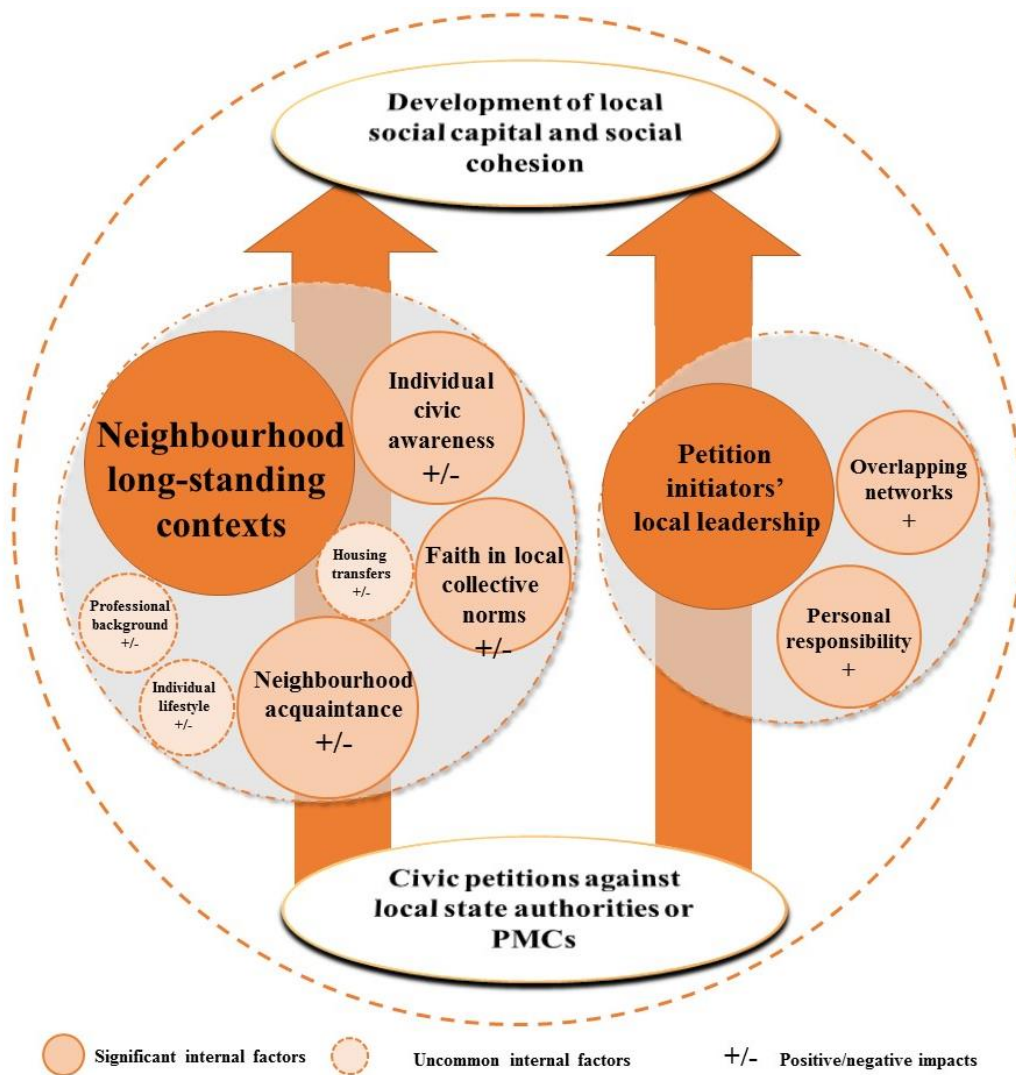 Development of local
social capital and social
cohesion
Neighbourhood
long-standing
contexts
Individual
civic
awareness
+/-
Housing
transfers
+/-
Faith in local
collective
norms
+/-
Professional
background
+/-
Individual
lifestyle
+/-
Neighbourhood
acquaintance
+/-
Petition
initiators’
local leadership
Overlapping
networks
+
Personal
responsibility
+
Civic petitions against
local state authorities or
PMCs
Significant internal factors
Uncommon internal factors
+/- Positive/negative impacts